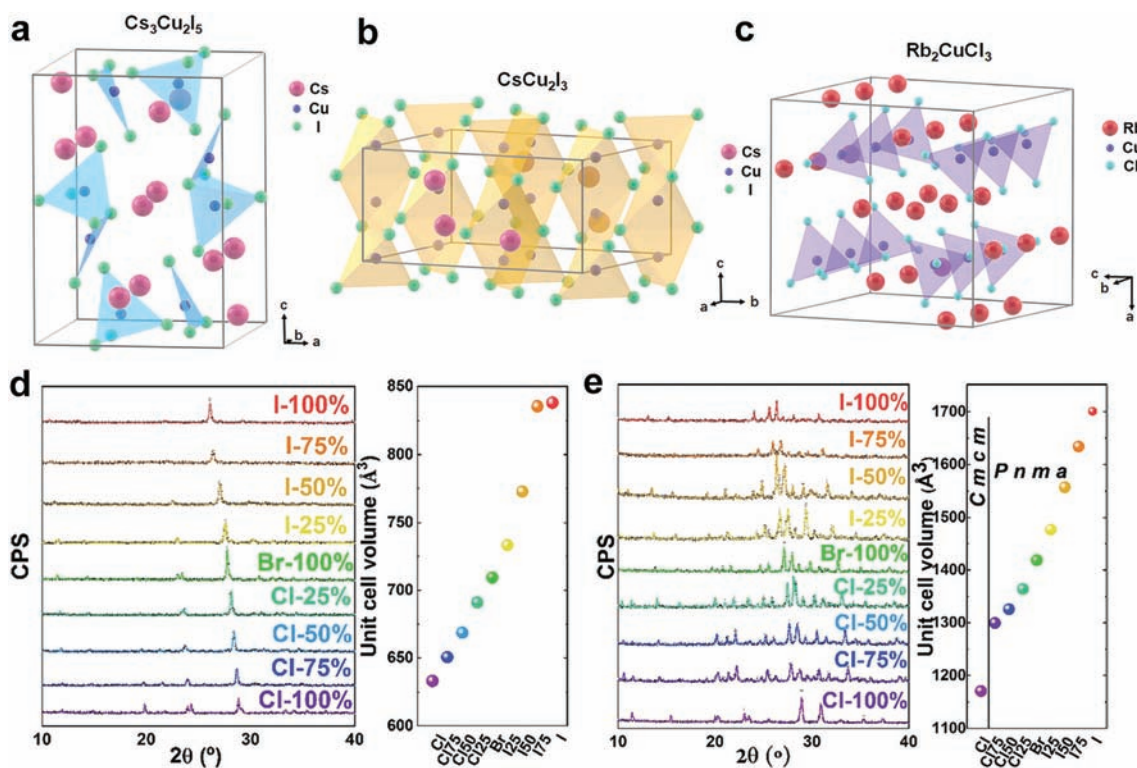 a
Cs₃Cu₂I₅
Cs
Cu
I
c
b
a
b
CsCu₂I₃
Cs
Cu
I
c
a
b
c
Rb₂CuCl₃
Rb
Cu
Cl
c
b
a
d
CPS
I-100%
I-75%
I-50%
I-25%
Br-100%
Cl-25%
Cl-50%
Cl-75%
Cl-100%
10 20 30 40
2θ (º)
Unit cell volume (Å³)
850
800
750
700
650
600
Cl Cl75 Cl50 Cl25 Br I25 I50 I75 I
e
CPS
I-100%
I-75%
I-50%
I-25%
Br-100%
Cl-25%
Cl-50%
Cl-75%
Cl-100%
10 20 30 40
2θ (º)
Unit cell volume (Å³)
1700
1600
1500
1400
1300
1200
1100
C m c m
P n m a
Cl Cl75 Cl50 Cl25 Br I25 I50 I75 I